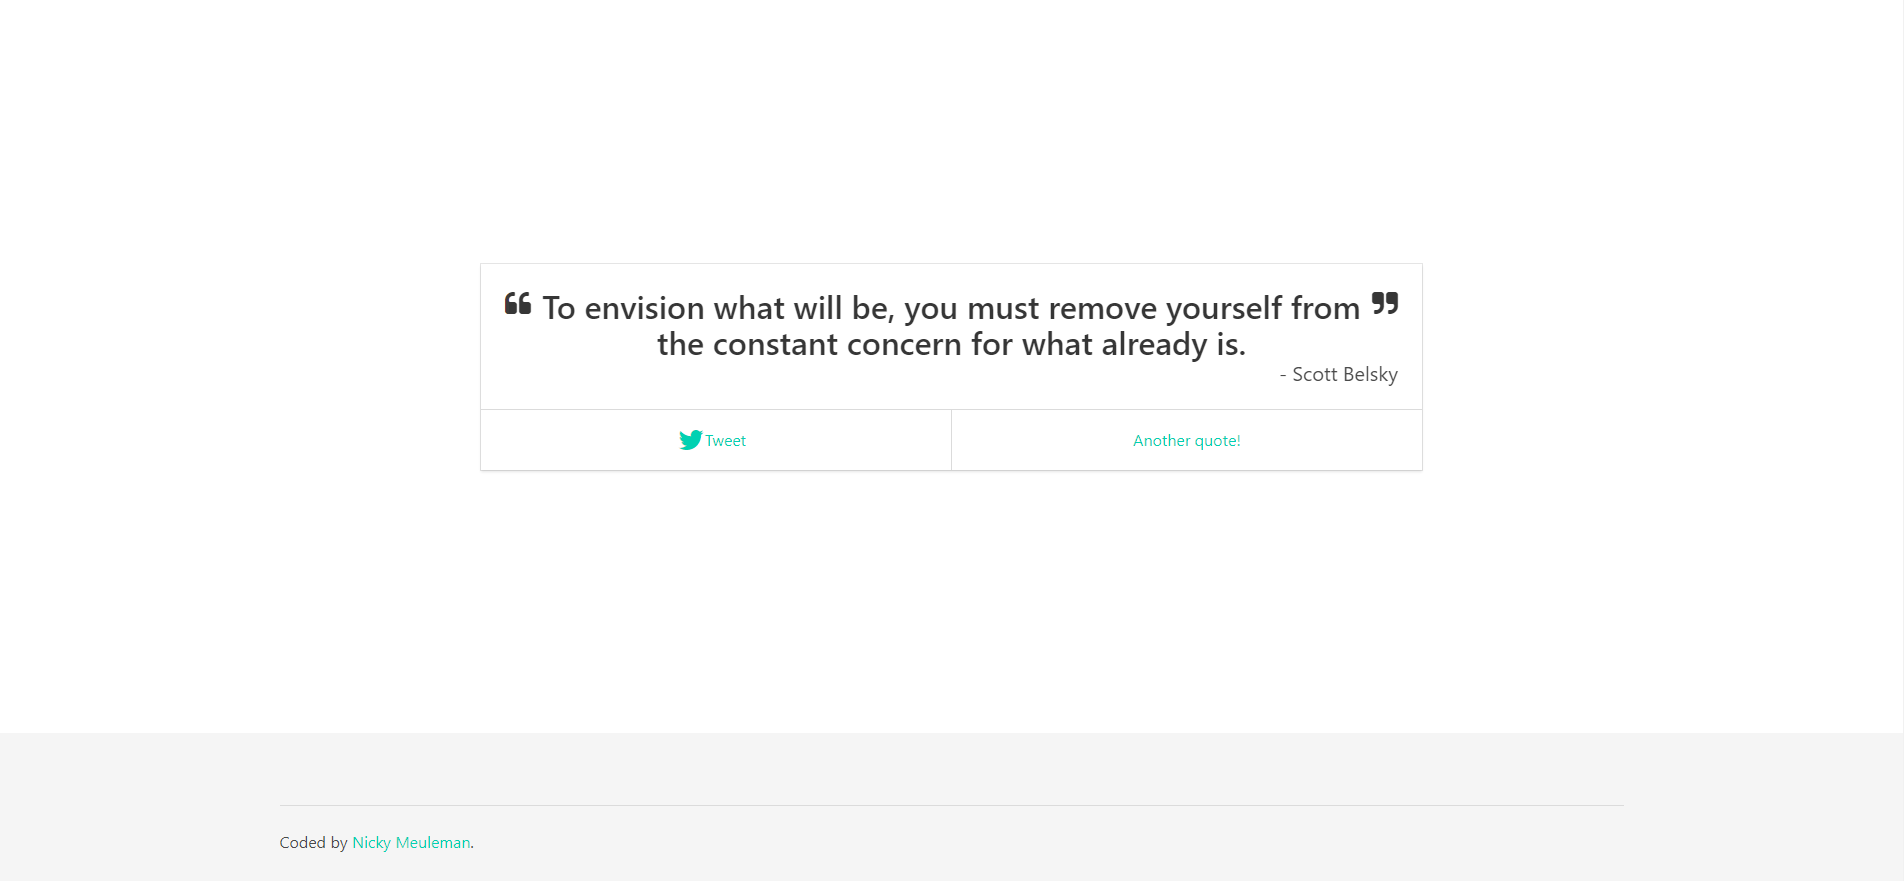 “ To envision what will be, you must remove yourself from ”
the constant concern for what already is.
- Scott Belsky
Tweet
Another quote!
Coded by Nicky Meuleman.